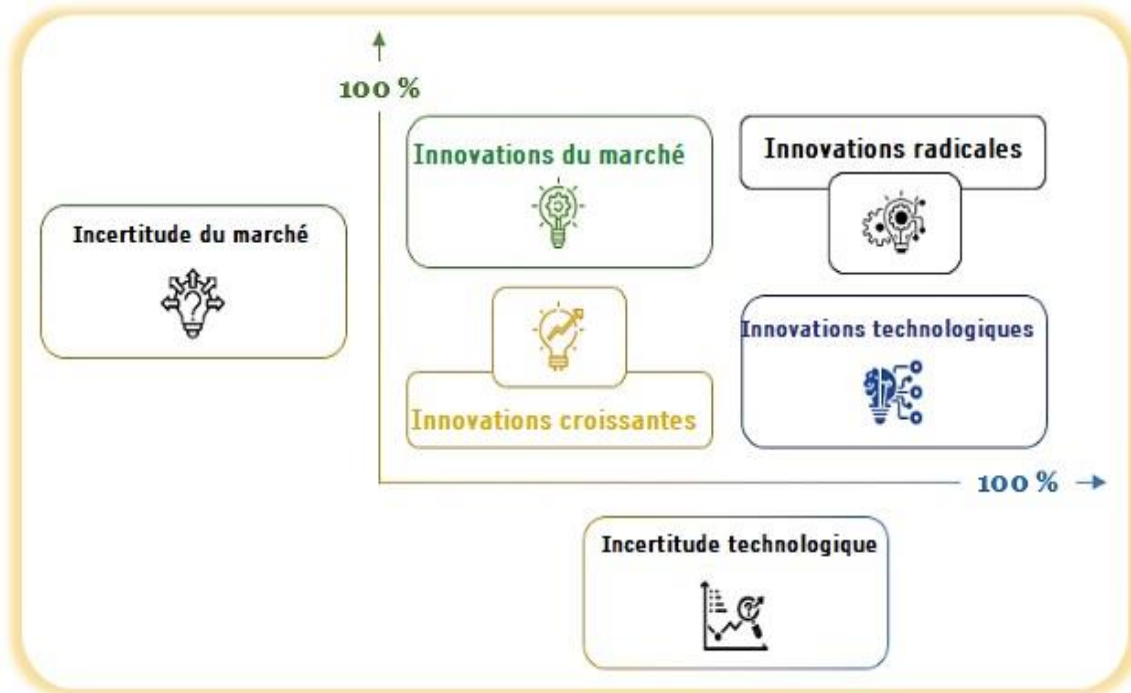 100 %
Innovations du marché
Innovations radicales
Incertitude du marché
Innovations technologiques
Innovations croissantes
100 %
Incertitude technologique